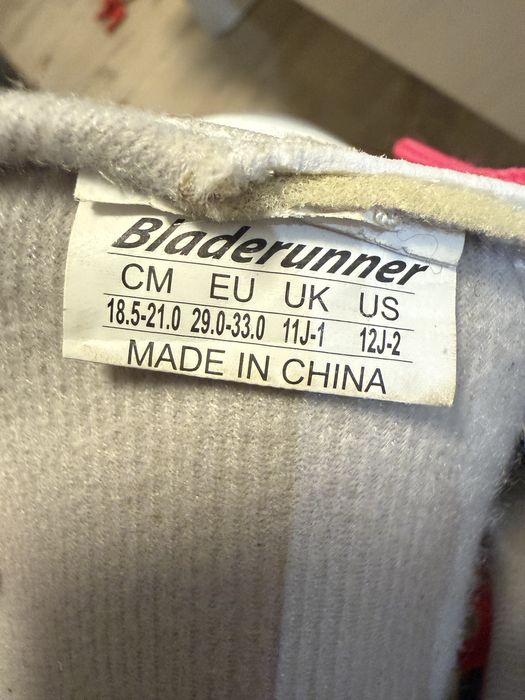 Bladerunner
CM EU UK US
18.5-21.0 29.0-33.0 11J-1 12J-2
MADE IN CHINA